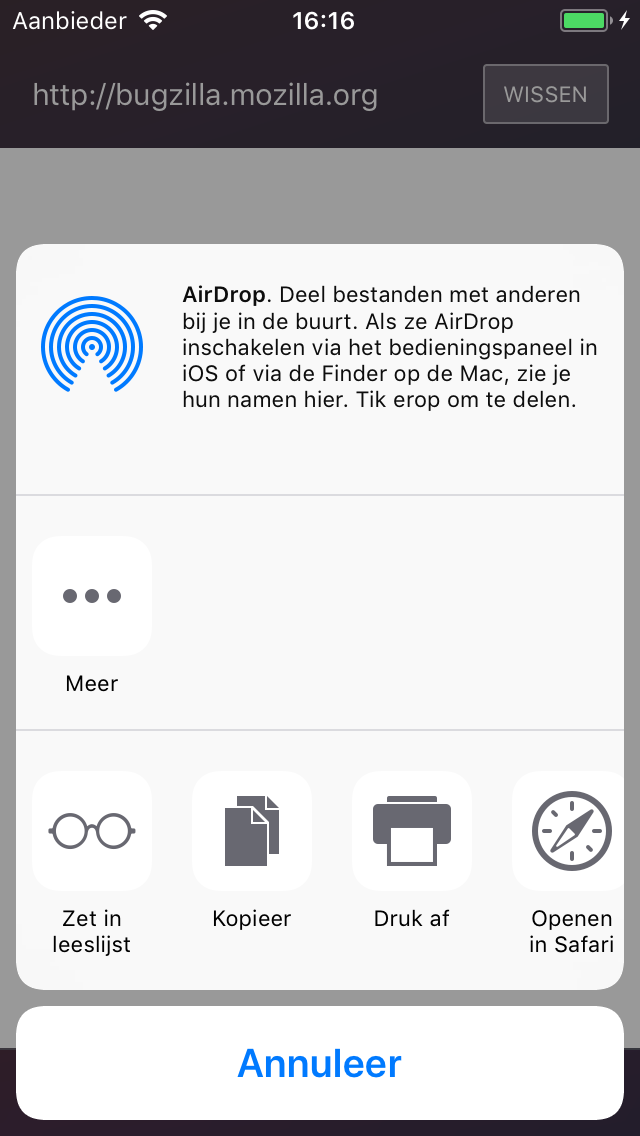 Aanbieder 16:16
http://bugzilla.mozilla.org WISSEN
AirDrop. Deel bestanden met anderen
bij je in de buurt. Als ze AirDrop
inschakelen via het bedieningspaneel in
iOS of via de Finder op de Mac, zie je
hun namen hier. Tik erop om te delen.
Meer
Zet in
leeslijst
Kopieer
Druk af
Openen
in Safari
Annuleer